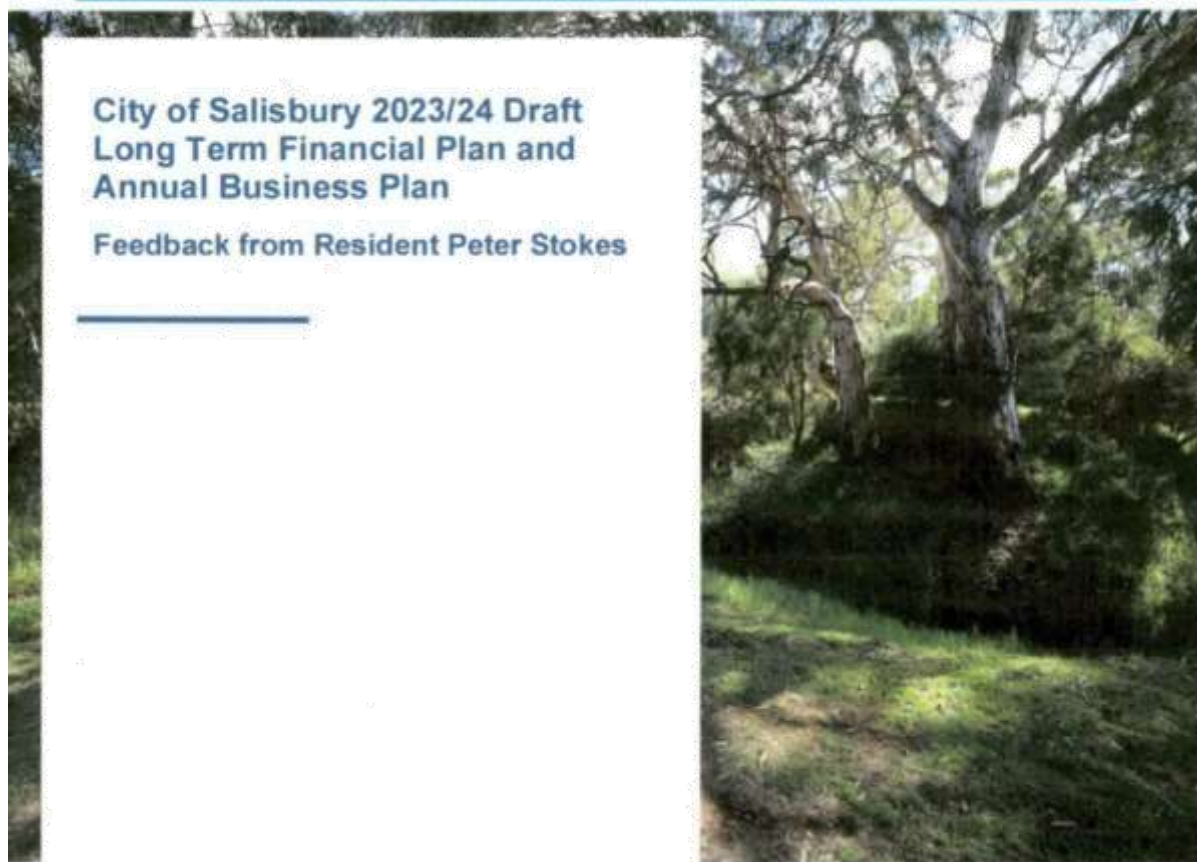 City of Salisbury 2023/24 Draft
Long Term Financial Plan and
Annual Business Plan
Feedback from Resident Peter Stokes